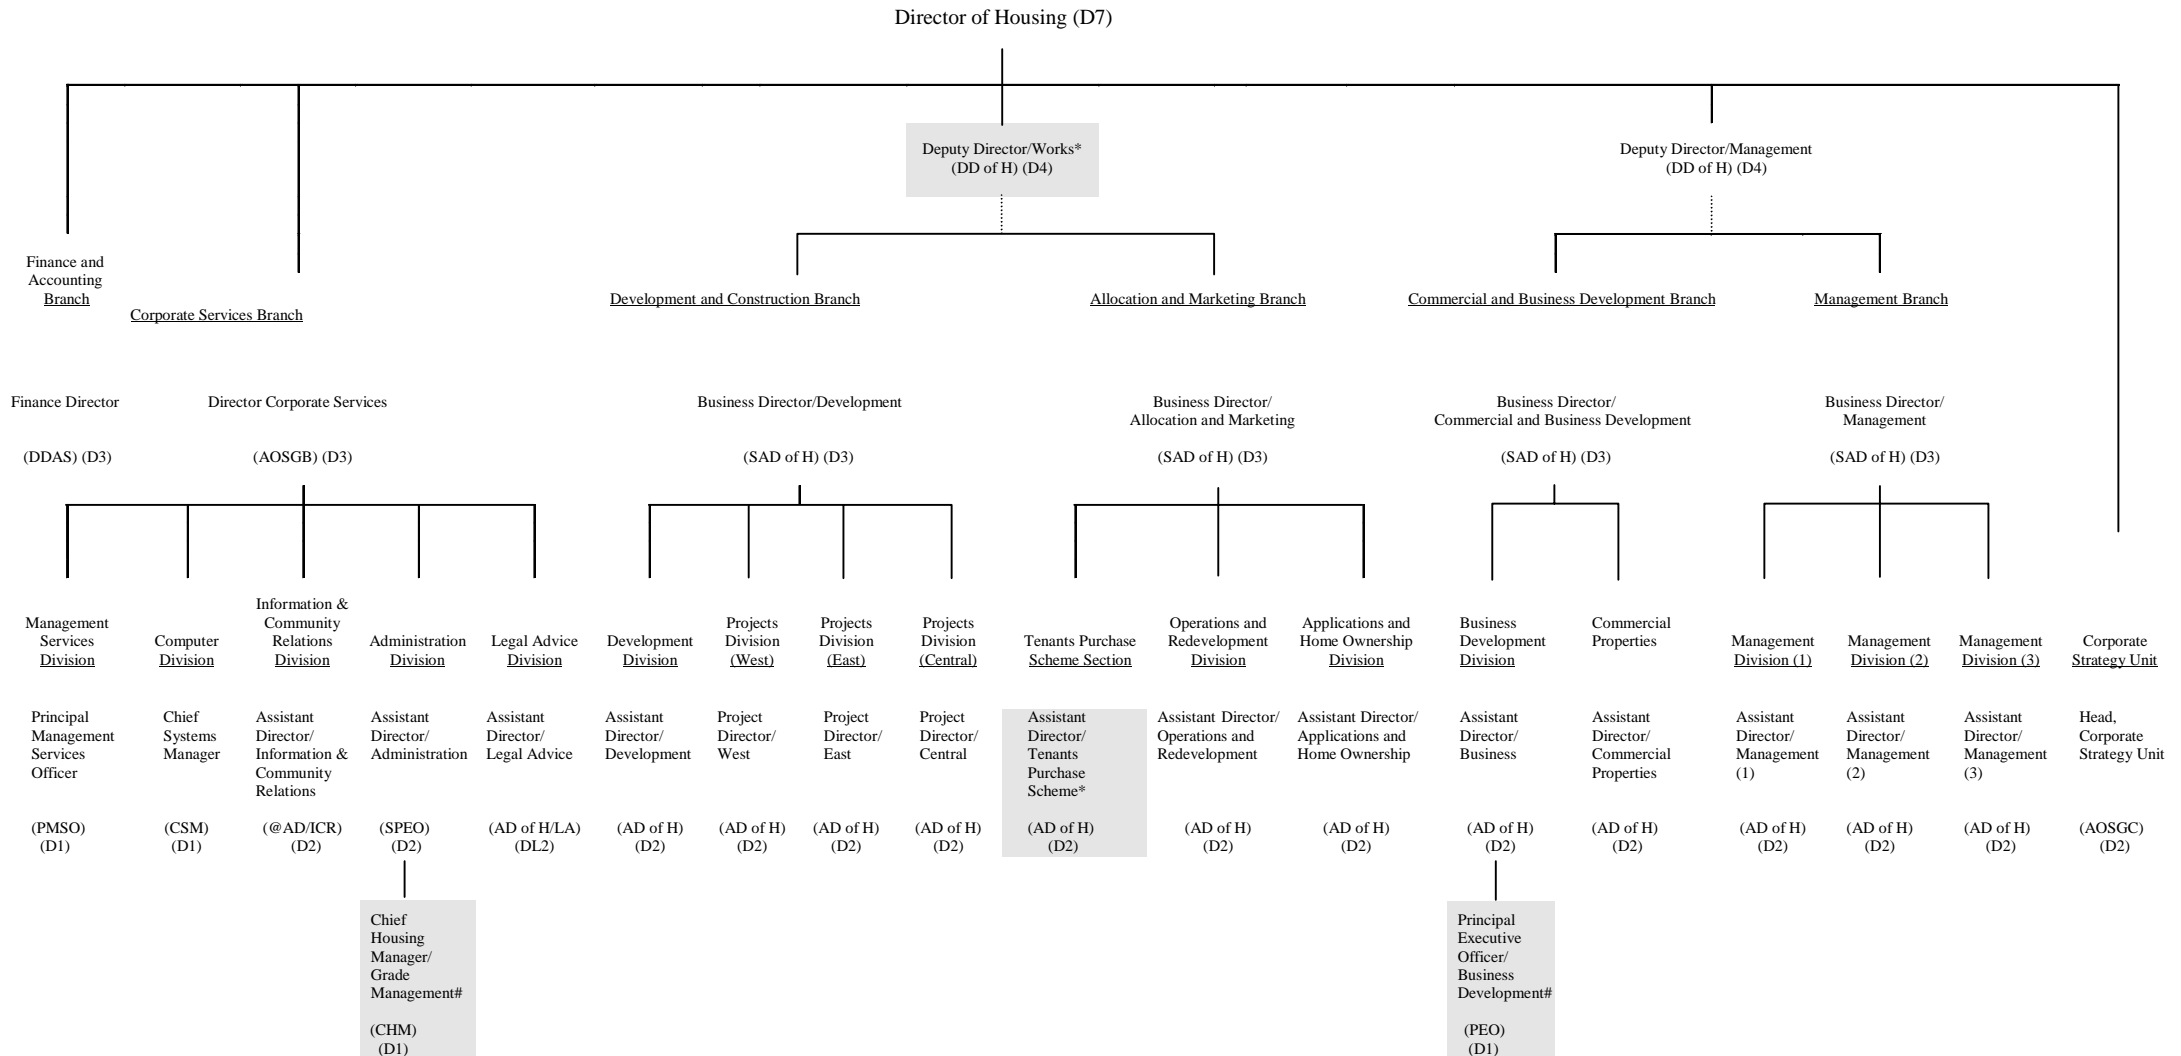 Director of Housing (D7)
Deputy Director/Works*
(DD of H) (D4)
Deputy Director/Management
(DD of H) (D4)
Finance and
Accounting
Branch
Corporate Services Branch
Development and Construction Branch
Allocation and Marketing Branch
Commercial and Business Development Branch
Management Branch
Finance Director
(DDAS) (D3)
Director Corporate Services
(AOSGB) (D3)
Business Director/Development
(SAD of H) (D3)
Business Director/
Allocation and Marketing
(SAD of H) (D3)
Business Director/
Commercial and Business Development
(SAD of H) (D3)
Business Director/
Management
(SAD of H) (D3)
Management
Services
Division
Computer
Division
Information &
Community
Relations
Division
Administration
Division
Legal Advice
Division
Development
Division
Projects
Division
(West)
Projects
Division
(East)
Projects
Division
(Central)
Tenants Purchase
Scheme Section
Operations and
Redevelopment
Division
Applications and
Home Ownership
Division
Business
Development
Division
Commercial
Properties
Management
Division (1)
Management
Division (2)
Management
Division (3)
Corporate
Strategy Unit
Principal
Management
Services
Officer
(PMSO)
(D1)
Chief
Systems
Manager
(CSM)
(D1)
Assistant
Director/
Information &
Community
Relations
(@AD/ICR)
(D2)
Assistant
Director/
Administration
(SPEO)
(D2)
Assistant
Director/
Legal Advice
(AD of H/LA)
(DL2)
Assistant
Director/
Development
(AD of H)
(D2)
Project
Director/
West
(AD of H)
(D2)
Project
Director/
East
(AD of H)
(D2)
Project
Director/
Central
(AD of H)
(D2)
Assistant
Director/
Tenants
Purchase
Scheme*
(AD of H)
(D2)
Assistant Director/
Operations and
Redevelopment
(AD of H)
(D2)
Assistant Director/
Applications and
Home Ownership
(AD of H)
(D2)
Assistant
Director/
Business
(AD of H)
(D2)
Assistant
Director/
Commercial
Properties
(AD of H)
(D2)
Assistant
Director/
Management
(1)
(AD of H)
(D2)
Assistant
Director/
Management
(2)
(AD of H)
(D2)
Assistant
Director/
Management
(3)
(AD of H)
(D2)
Head,
Corporate
Strategy Unit
(AOSGC)
(D2)
Chief
Housing
Manager/
Grade
Management#
(CHM)
(D1)
Principal
Executive
Officer/
Business
Development#
(PEO)
(D1)